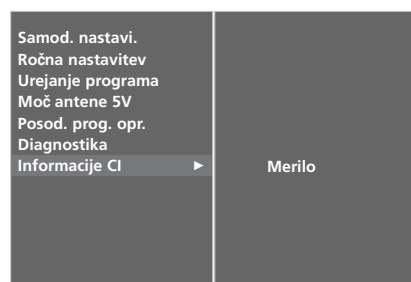 Samod. nastavi.
Ročna nastavitev
Urejanje programa
Moč antene 5V
Posod. prog. opr.
Diagnostika
Informacije CI ►
Merilo